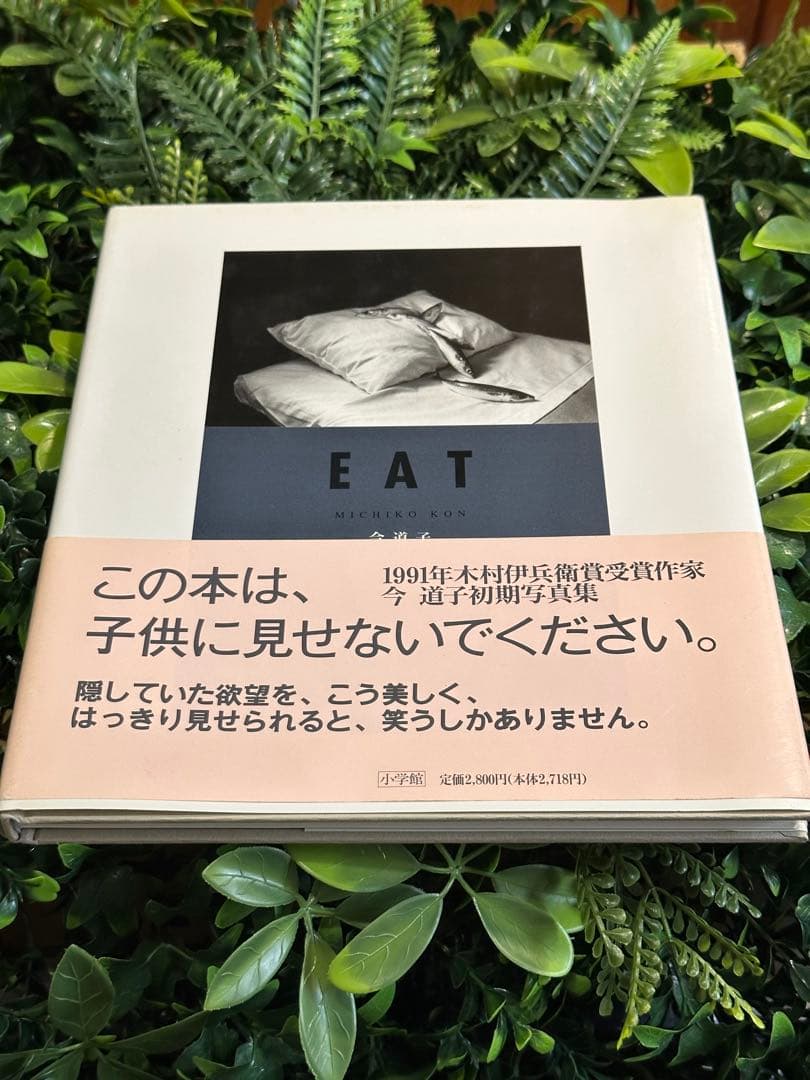 EAT
MICHIKO KON
今道子
この本は、
子供に見せないでください。
1991年木村伊兵衛賞受賞作家
今 道子初期写真集
隠していた欲望を、こう美しく、
はっきり見せられると、笑うしかありません。
小学館 定価2,800円(本体2,718円)